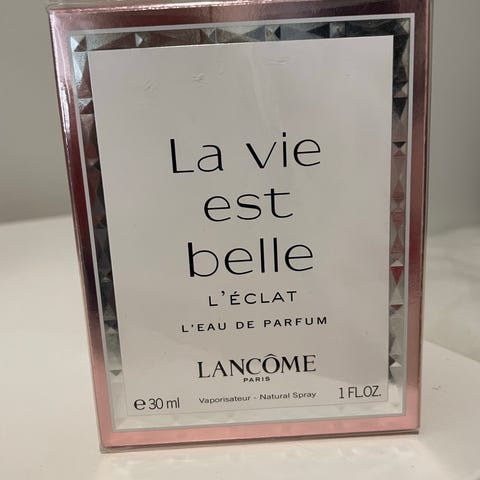 La vie
est
belle
L'ÉCLAT
L'EAU DE PARFUM
LANCÔME
PARIS
℮ 30 ml Vaporisateur - Natural Spray 1 FL.OZ.